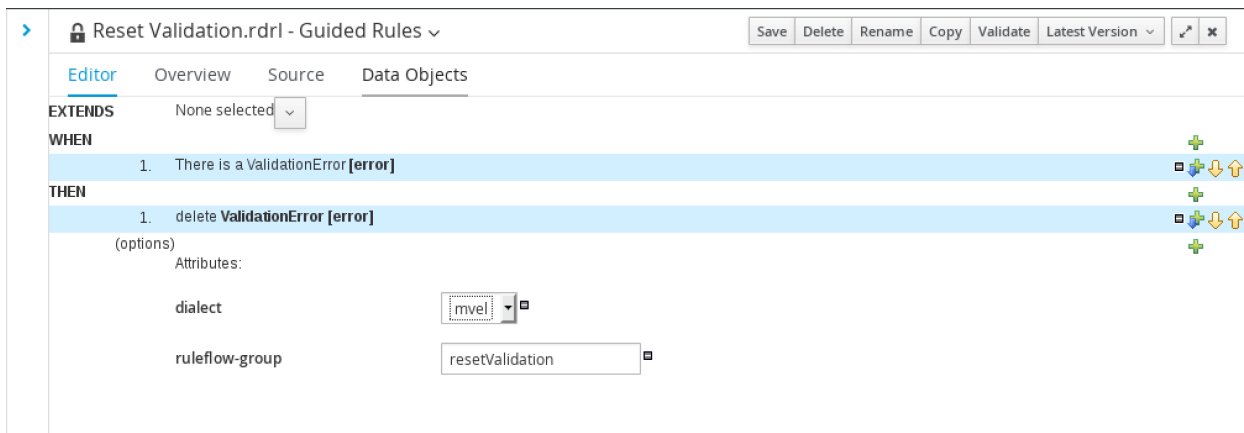 Reset Validation.rdrl - Guided Rules
Save Delete Rename Copy Validate Latest Version
Editor Overview Source Data Objects
EXTENDS None selected
WHEN
1. There is a ValidationError [error]
THEN
1. delete ValidationError [error]
(options)
Attributes:
dialect mvel
ruleflow-group resetValidation